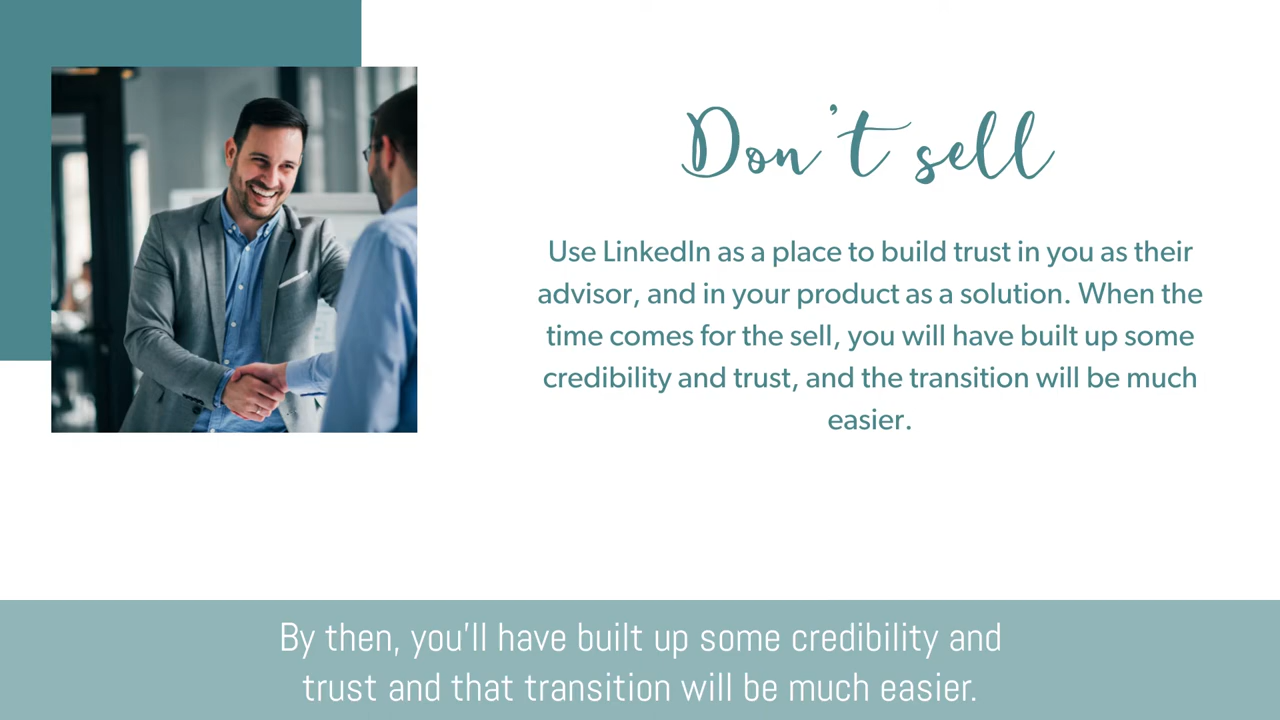 Don't sell
Use LinkedIn as a place to build trust in you as their
advisor, and in your product as a solution. When the
time comes for the sell, you will have built up some
credibility and trust, and the transition will be much
easier.
By then, you'll have built up some credibility and
trust and that transition will be much easier.